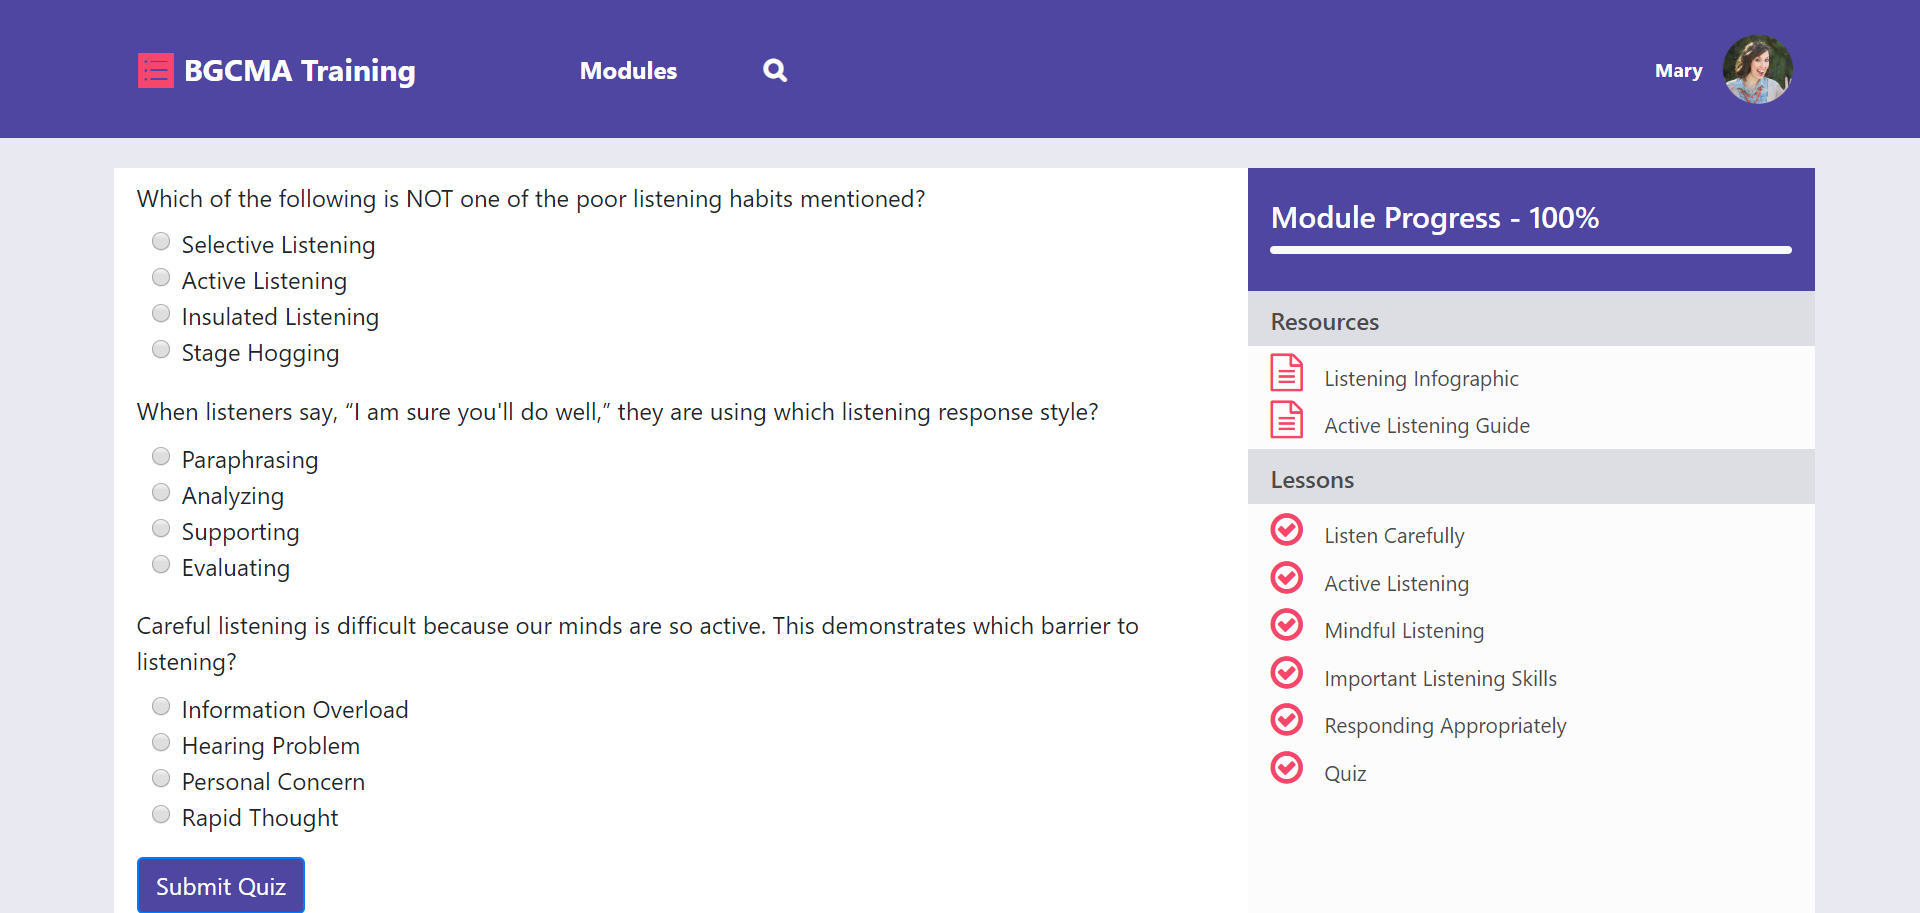 BGCMA Training
Modules
Mary
Which of the following is NOT one of the poor listening habits mentioned?
Selective Listening
Active Listening
Insulated Listening
Stage Hogging
When listeners say, “I am sure you'll do well,” they are using which listening response style?
Paraphrasing
Analyzing
Supporting
Evaluating
Careful listening is difficult because our minds are so active. This demonstrates which barrier to
listening?
Information Overload
Hearing Problem
Personal Concern
Rapid Thought
Submit Quiz
Module Progress - 100%
Resources
Listening Infographic
Active Listening Guide
Lessons
Listen Carefully
Active Listening
Mindful Listening
Important Listening Skills
Responding Appropriately
Quiz